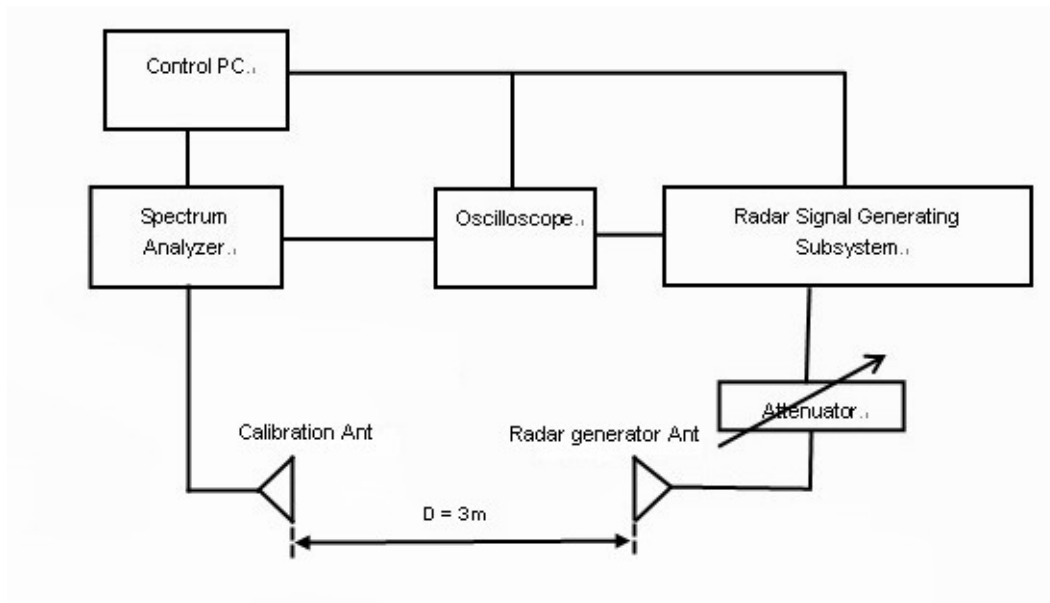 Control PC
Spectrum
Analyzer
Oscilloscope
Radar Signal Generating
Subsystem
Attenuator
Calibration Ant
Radar generator Ant
D = 3m